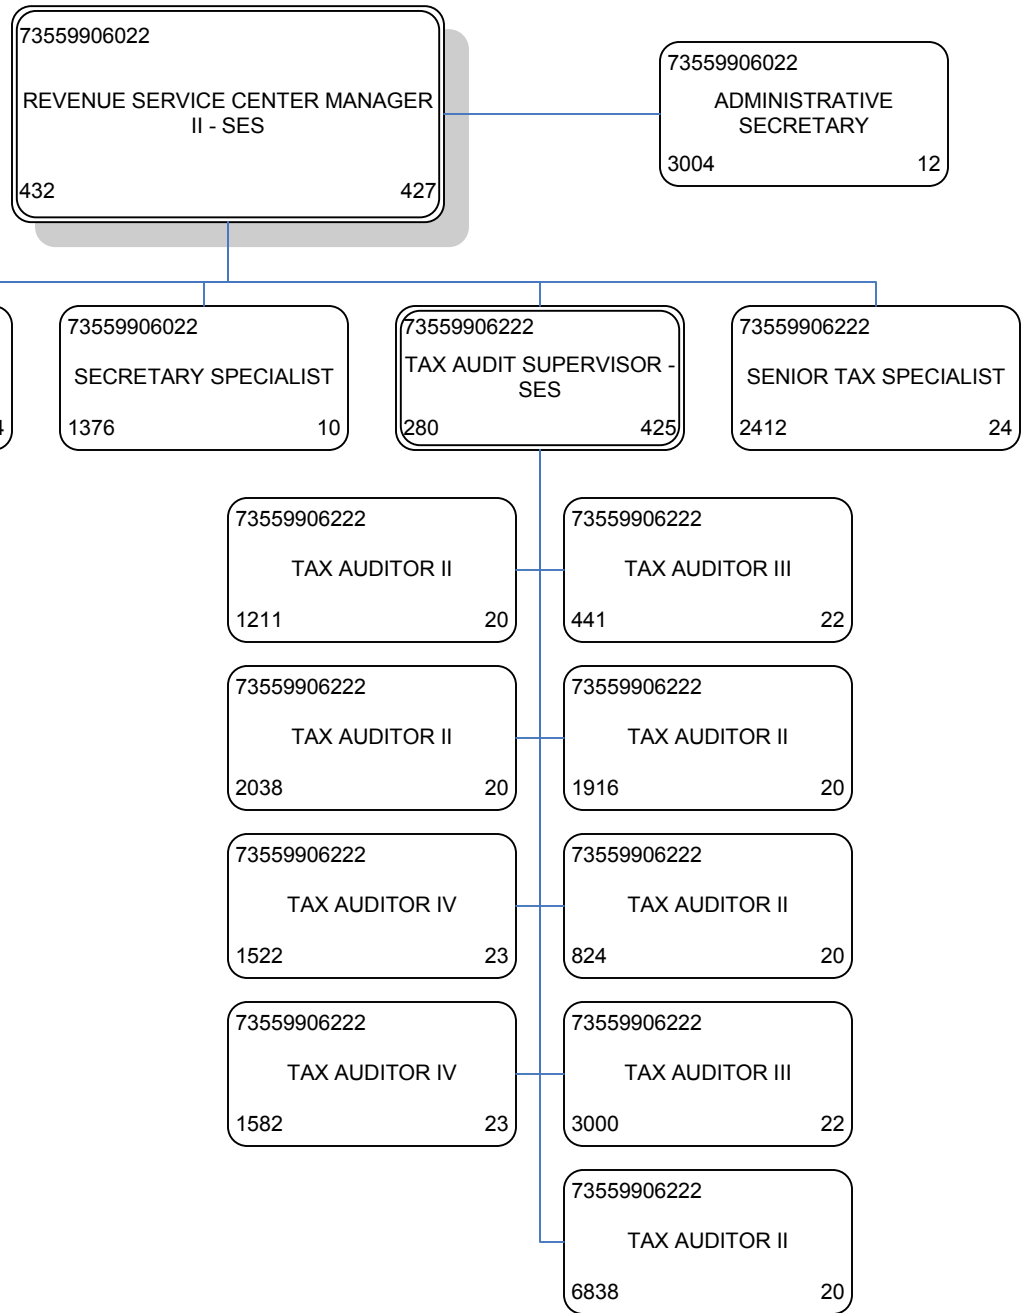 73559906022
REVENUE SERVICE CENTER MANAGER
II - SES
432 427
73559906022
ADMINISTRATIVE
SECRETARY
3004 12
4
73559906022
SECRETARY SPECIALIST
1376 10
73559906222
TAX AUDIT SUPERVISOR -
SES
280 425
73559906222
SENIOR TAX SPECIALIST
2412 24
73559906222
TAX AUDITOR II
1211 20
73559906222
TAX AUDITOR III
441 22
73559906222
TAX AUDITOR II
2038 20
73559906222
TAX AUDITOR II
1916 20
73559906222
TAX AUDITOR IV
1522 23
73559906222
TAX AUDITOR II
824 20
73559906222
TAX AUDITOR IV
1582 23
73559906222
TAX AUDITOR III
3000 22
73559906222
TAX AUDITOR II
6838 20